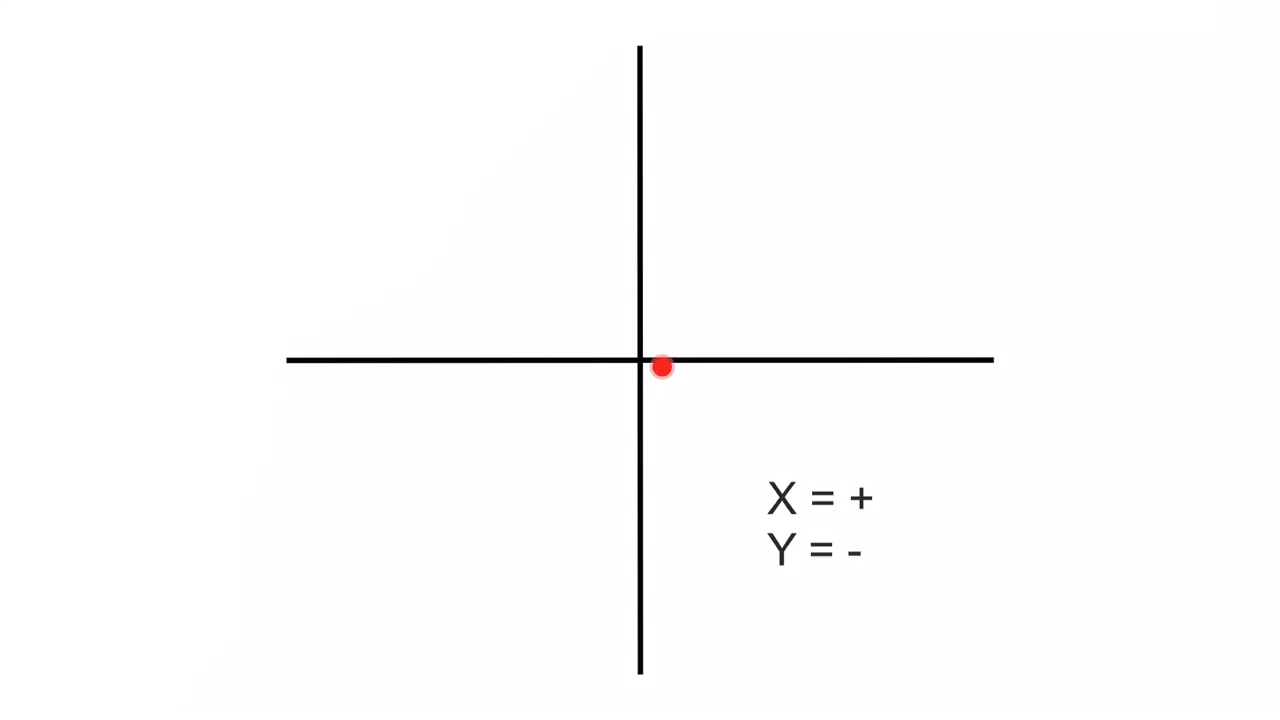 X = +
Y = -